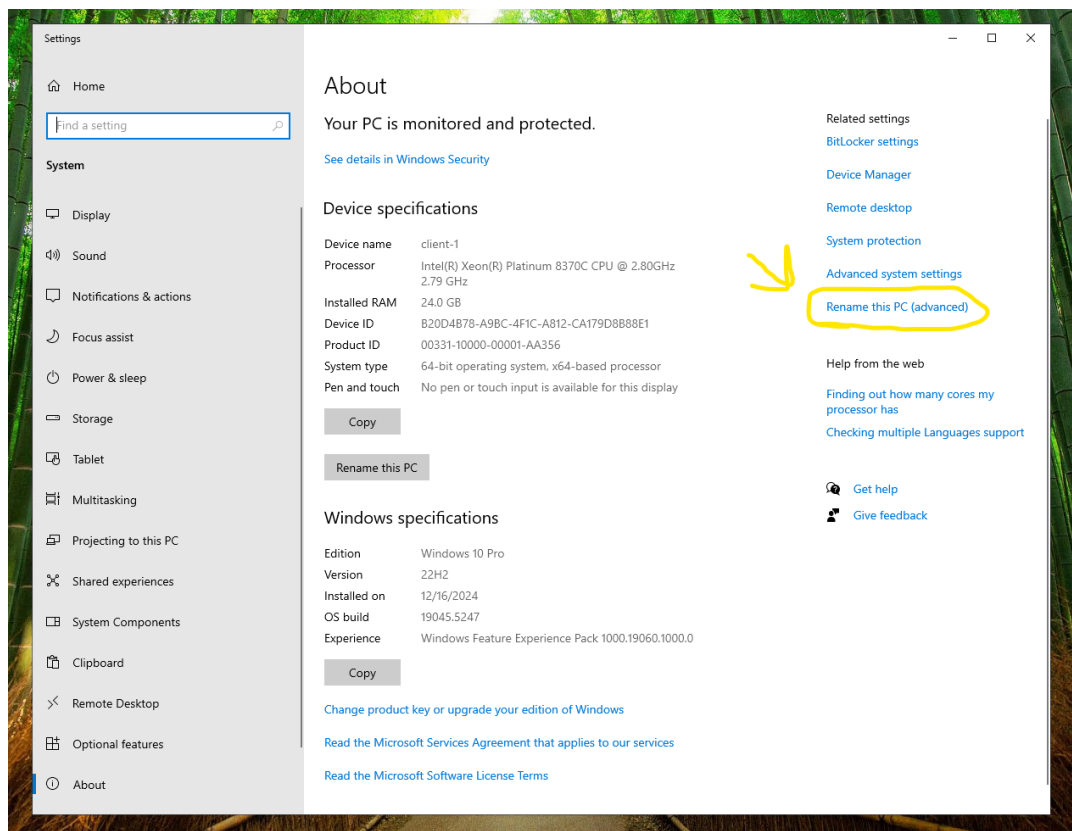 Settings
Home
Find a setting
System
Display
Sound
Notifications & actions
Focus assist
Power & sleep
Storage
Tablet
Multitasking
Projecting to this PC
Shared experiences
System Components
Clipboard
Remote Desktop
Optional features
About
About
Your PC is monitored and protected.
See details in Windows Security
Device specifications
Device name client-1
Processor Intel(R) Xeon(R) Platinum 8370C CPU @ 2.80GHz
2.79 GHz
Installed RAM 24.0 GB
Device ID B20D4B78-A9BC-4F1C-A812-CA179D8B88E1
Product ID 00331-10000-00001-AA356
System type 64-bit operating system, x64-based processor
Pen and touch No pen or touch input is available for this display
Copy
Rename this PC
Windows specifications
Edition Windows 10 Pro
Version 22H2
Installed on 12/16/2024
OS build 19045.5247
Experience Windows Feature Experience Pack 1000.19060.1000.0
Copy
Change product key or upgrade your edition of Windows
Read the Microsoft Services Agreement that applies to our services
Read the Microsoft Software License Terms
Related settings
BitLocker settings
Device Manager
Remote desktop
System protection
Advanced system settings
Rename this PC (advanced)
Help from the web
Finding out how many cores my
processor has
Checking multiple Languages support
Get help
Give feedback